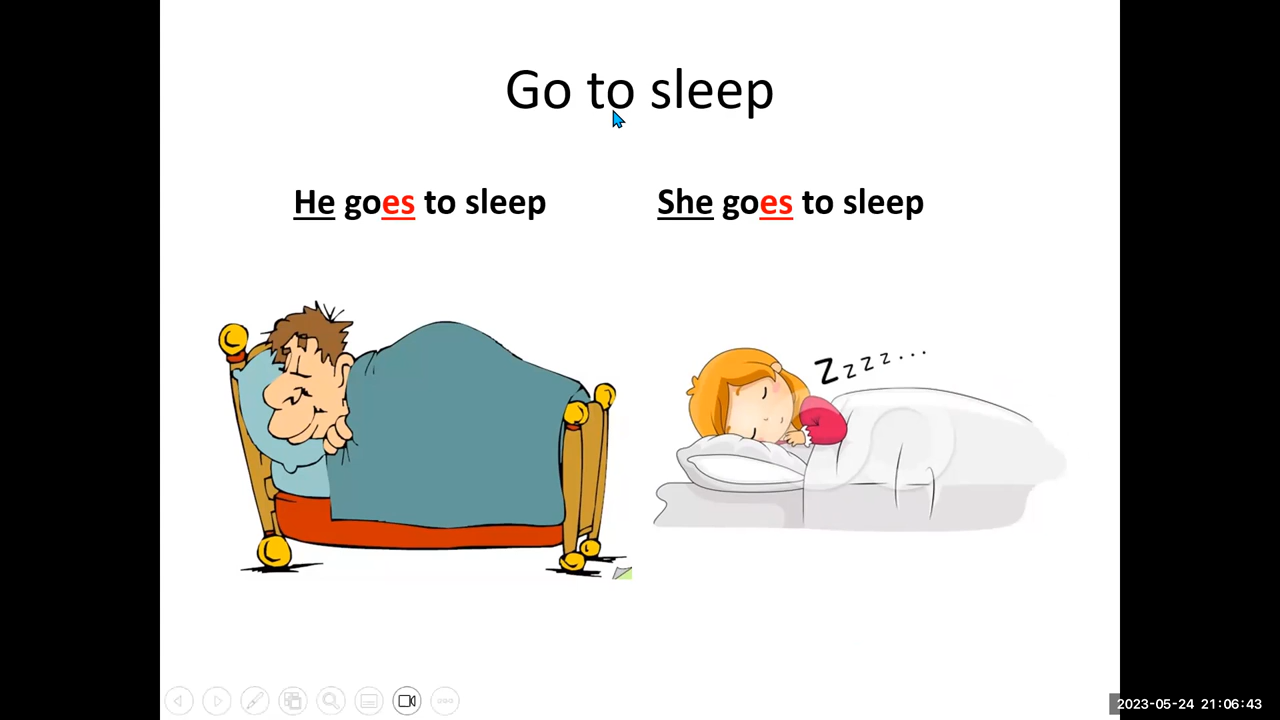 Go to sleep
He goes to sleep
She goes to sleep
Zzzz...
2023-05-24 21:06:43